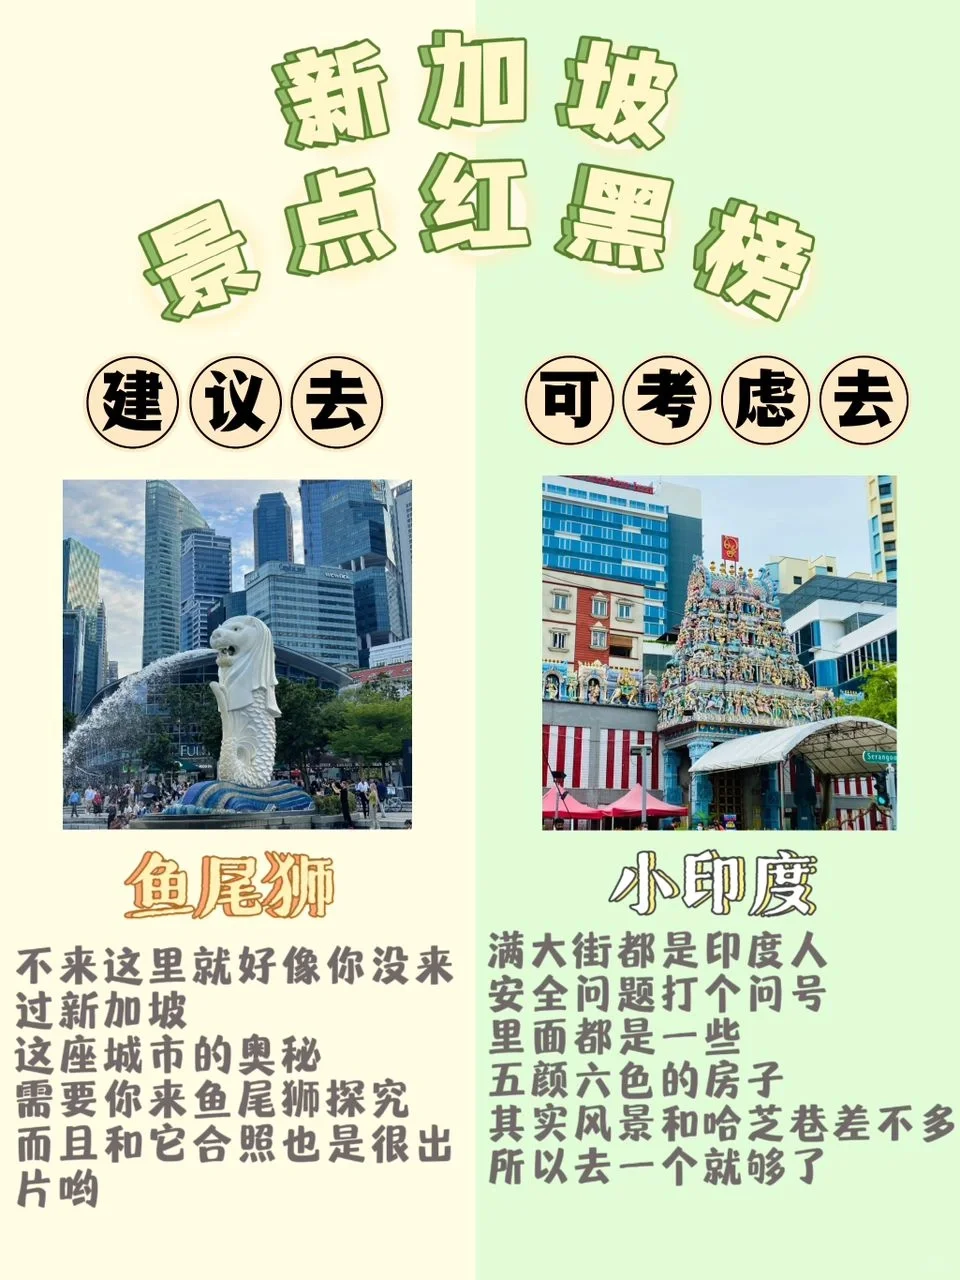 新加坡
景点红黑榜
建议去
可考虑去
wework
FULL
Serangoo
鱼尾狮
不来这里就好像你没来
过新加坡
这座城市的奥秘
需要你来鱼尾狮探究
而且和它合照也是很出
片哟
小印度
满大街都是印度人
安全问题打个问号
里面都是一些
五颜六色的房子
其实风景和哈芝巷差不多
所以去一个就够了